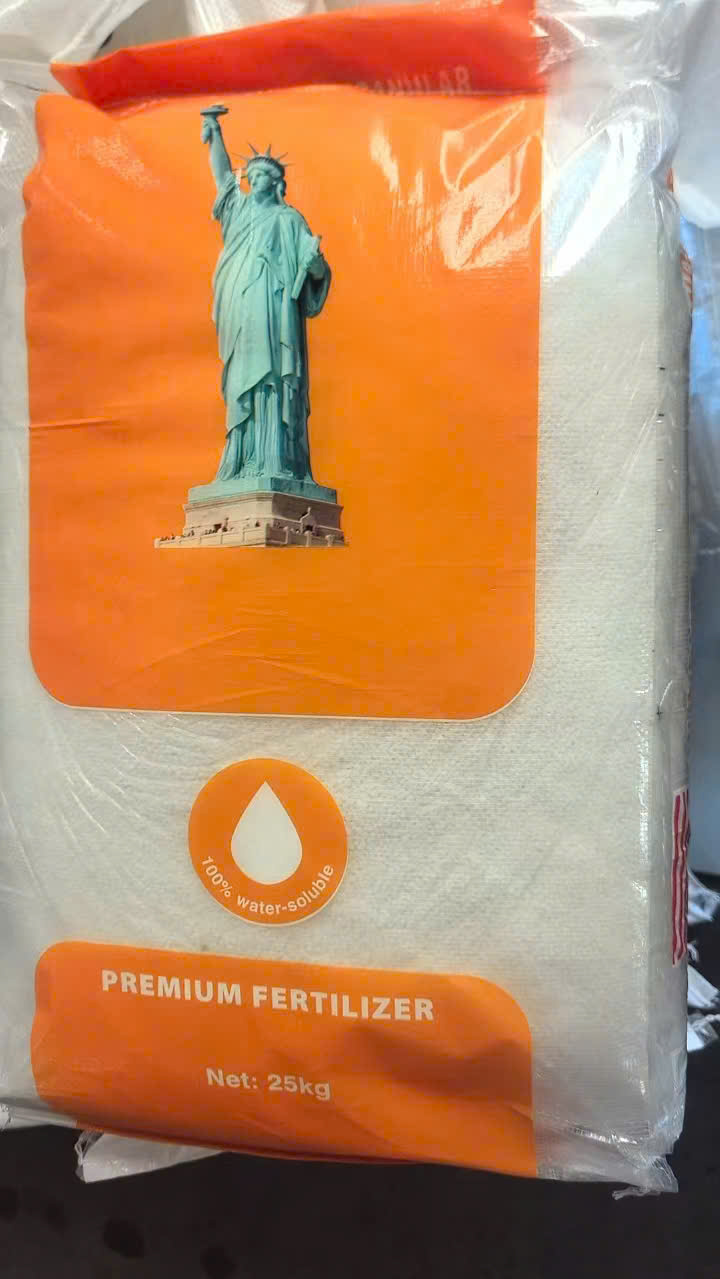 100% water-soluble
PREMIUM FERTILIZER
Net: 25kg